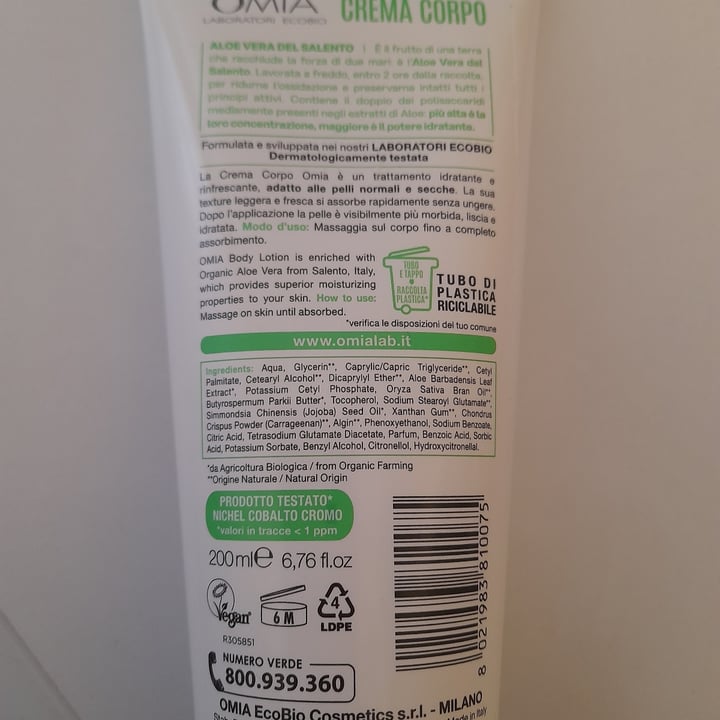 OMIA
LABORATORI ECOBIO
CREMA CORPO
ALOE VERA DEL SALENTO | È il frutto di una terra
che racchiude la forza di due mari: è l'Aloe Vera del
Salento. Lavorata a freddo, entro 2 ore dalla raccolta,
per ridurne l'ossidazione e preservarne intatti tutti i
principi attivi. Contiene il doppio dei polisaccaridi
mediamente presenti negli estratti di Aloe: più alta è la
loro concentrazione, maggiore è il potere idratante.
Formulata e sviluppata nei nostri LABORATORI ECOBIO
Dermatologicamente testata
La Crema Corpo Omia è un trattamento idratante e
rinfrescante, adatto alle pelli normali e secche. La sua
texture leggera e fresca si assorbe rapidamente senza ungere.
Dopo l'applicazione la pelle è visibilmente più morbida, liscia e
idratata. Modo d'uso: Massaggia sul corpo fino a completo
assorbimento.
OMIA Body Lotion is enriched with
Organic Aloe Vera from Salento, Italy,
which provides superior moisturizing
properties to your skin. How to use:
Massage on skin until absorbed.
TUBO
E TAPPO
RACCOLTA
PLASTICA*
TUBO DI
PLASTICA
RICICLABILE
*verifica le disposizioni del tuo comune
www.omialab.it
Ingredients: Aqua, Glycerin**, Caprylic/Capric Triglyceride**, Cetyl
Palmitate, Cetearyl Alcohol**, Dicaprylyl Ether**, Aloe Barbadensis Leaf
Extract*, Potassium Cetyl Phosphate, Oryza Sativa Bran Oil**,
Butyrospermum Parkii Butter*, Tocopherol, Sodium Stearoyl Glutamate**,
Simmondsia Chinensis (Jojoba) Seed Oil*, Xanthan Gum**, Chondrus
Crispus Powder (Carrageenan)**, Algin**, Phenoxyethanol, Sodium Benzoate,
Citric Acid, Tetrasodium Glutamate Diacetate, Parfum, Benzoic Acid, Sorbic
Acid, Potassium Sorbate, Benzyl Alcohol, Citronellol, Hydroxycitronellal.
*da Agricoltura Biologica / from Organic Farming
**Origine Naturale / Natural Origin
PRODOTTO TESTATO*
NICHEL COBALTO CROMO
*valori in tracce < 1 ppm
200 ml e 6,76 fl.oz
Vegan
6 M
4
LDPE
R305851
8 021983 810075
NUMERO VERDE
800.939.360
OMIA EcoBio Cosmetics s.r.l. - MILANO
Made in Italy